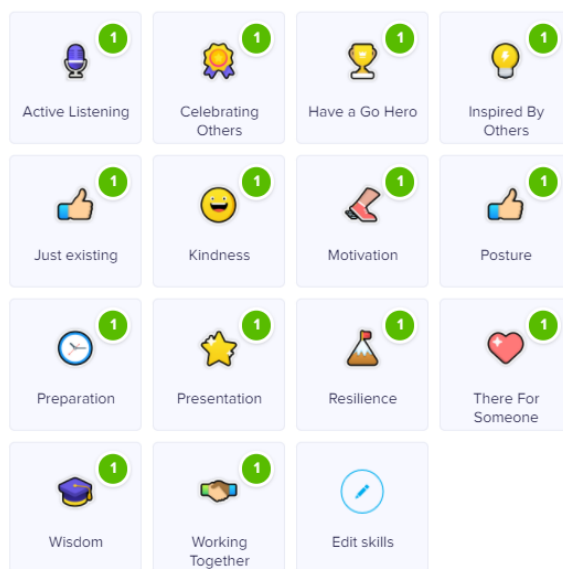 1
1
1
1
Active Listening
Celebrating
Others
Have a Go Hero
Inspired By
Others
1
1
1
1
Just existing
Kindness
Motivation
Posture
1
1
1
1
Preparation
Presentation
Resilience
There For
Someone
1
1
Wisdom
Working
Together
Edit skills